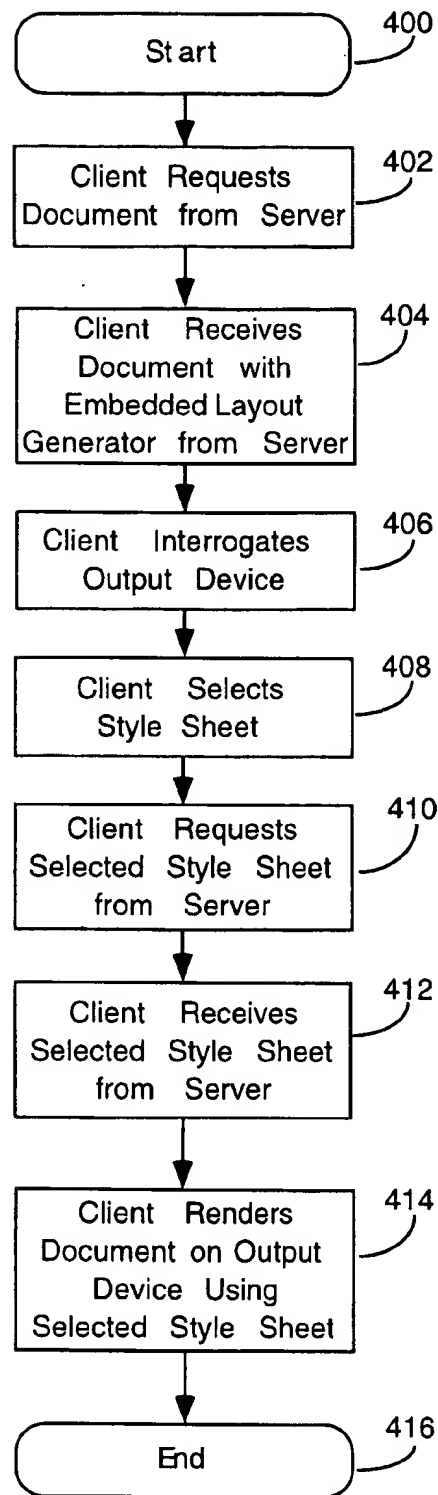 400
Start
402
Client Requests
Document from Server
404
Client Receives
Document with
Embedded Layout
Generator from Server
406
Client Interrogates
Output Device
408
Client Selects
Style Sheet
410
Client Requests
Selected Style Sheet
from Server
412
Client Receives
Selected Style Sheet
from Server
414
Client Renders
Document on Output
Device Using
Selected Style Sheet
416
End